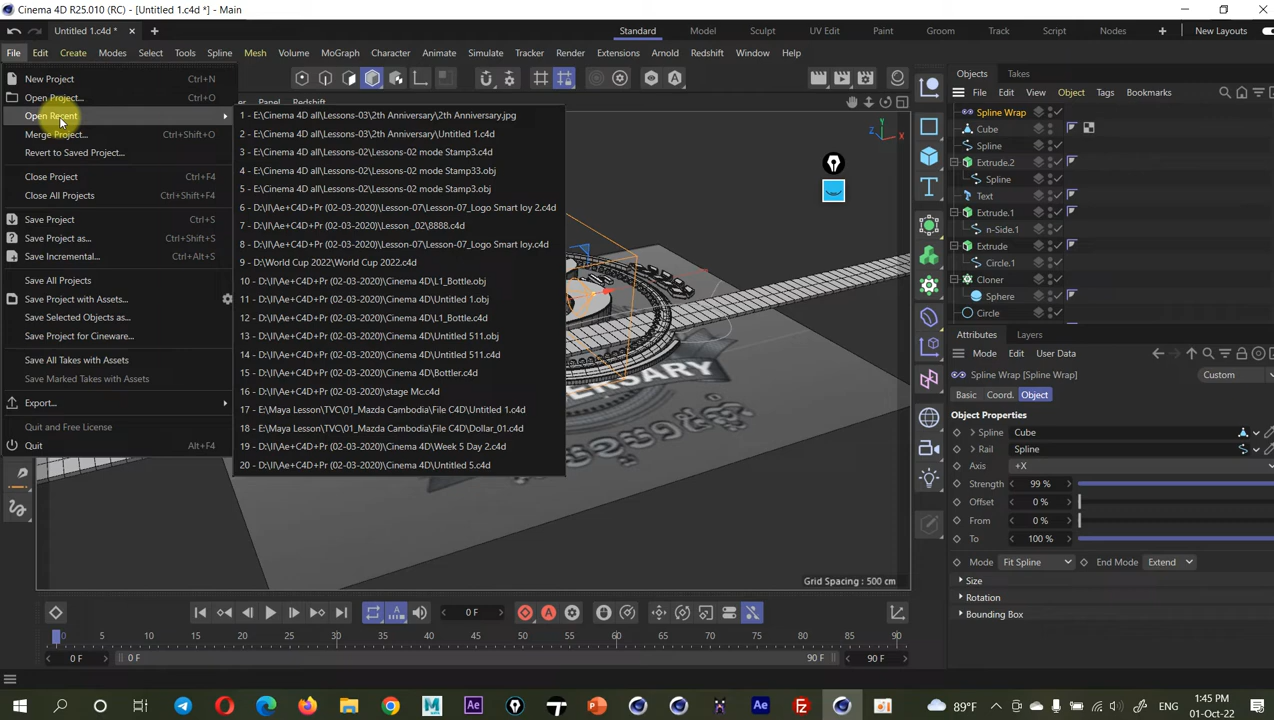 Cinema 4D R25.010 (RC) - [Untitled 1.c4d *] - Main
Untitled 1.c4d *
Standard Model Sculpt UV Edit Paint Groom Track Script Nodes New Layouts
File Edit Create Modes Select Tools Spline Mesh Volume MoGraph Character Animate Simulate Tracker Render Extensions Arnold Redshift Window Help
New Project Ctrl+N
Open Project... Ctrl+O
Open Recent
Merge Project... Ctrl+Shift+O
Revert to Saved Project...
Close Project Ctrl+F4
Close All Projects Ctrl+Shift+F4
Save Project Ctrl+S
Save Project as... Ctrl+Shift+S
Save Incremental... Ctrl+Alt+S
Save All Projects
Save Project with Assets...
Save Selected Objects as...
Save Project for Cineware...
Save All Takes with Assets
Save Marked Takes with Assets
Export...
Quit and Free License
Quit Alt+F4
Panel Redshift
1 - E:\Cinema 4D all\Lessons-03\2th Anniversary\2th Anniversary.jpg
2 - E:\Cinema 4D all\Lessons-03\2th Anniversary\Untitled 1.c4d
3 - E:\Cinema 4D all\Lessons-02\Lessons-02 mode Stamp3.c4d
4 - E:\Cinema 4D all\Lessons-02\Lessons-02 mode Stamp33.obj
5 - E:\Cinema 4D all\Lessons-02\Lessons-02 mode Stamp3.obj
6 - D:\II\Ae+C4D+Pr (02-03-2020)\Lesson-07\Lesson-07_Logo Smart loy 2.c4d
7 - D:\II\Ae+C4D+Pr (02-03-2020)\Lesson _02\8888.c4d
8 - D:\II\Ae+C4D+Pr (02-03-2020)\Lesson-07\Lesson-07_Logo Smart loy.c4d
9 - D:\World Cup 2022\World Cup 2022.c4d
10 - D:\II\Ae+C4D+Pr (02-03-2020)\Cinema 4D\L1_Bottle.obj
11 - D:\II\Ae+C4D+Pr (02-03-2020)\Cinema 4D\Untitled 1.obj
12 - D:\II\Ae+C4D+Pr (02-03-2020)\Cinema 4D\L1_Bottle.c4d
13 - D:\II\Ae+C4D+Pr (02-03-2020)\Cinema 4D\Untitled 511.obj
14 - D:\II\Ae+C4D+Pr (02-03-2020)\Cinema 4D\Untitled 511.c4d
15 - D:\II\Ae+C4D+Pr (02-03-2020)\Cinema 4D\Bottler.c4d
16 - D:\II\Ae+C4D+Pr (02-03-2020)\stage Mc.c4d
17 - E:\Maya Lesson\TVC\01_Mazda Cambodia\File C4D\Untitled 1.c4d
18 - E:\Maya Lesson\TVC\01_Mazda Cambodia\File C4D\Dollar_01.c4d
19 - D:\II\Ae+C4D+Pr (02-03-2020)\Cinema 4D\Week 5 Day 2.c4d
20 - D:\II\Ae+C4D+Pr (02-03-2020)\Cinema 4D\Untitled 5.c4d
Z X
Grid Spacing : 500 cm
Objects Takes
File Edit View Object Tags Bookmarks
Spline Wrap
Cube
Spline
Extrude.2
Spline
Text
Extrude.1
n-Side.1
Extrude
Circle.1
Cloner
Sphere
Circle
Attributes Layers
Mode Edit User Data
Spline Wrap [Spline Wrap] Custom
Basic Coord. Object
Object Properties
Spline Cube
Rail Spline
Axis +X
Strength 99 %
Offset 0 %
From 0 %
To 100 %
Mode Fit Spline End Mode Extend
Size
Rotation
Bounding Box
0 F
0 5 10 15 20 25 30 35 40 45 50 55 60 65 70 75 80 85 90
0 F 0 F 90 F 90 F
89°F ENG 1:45 PM
01-Oct-22